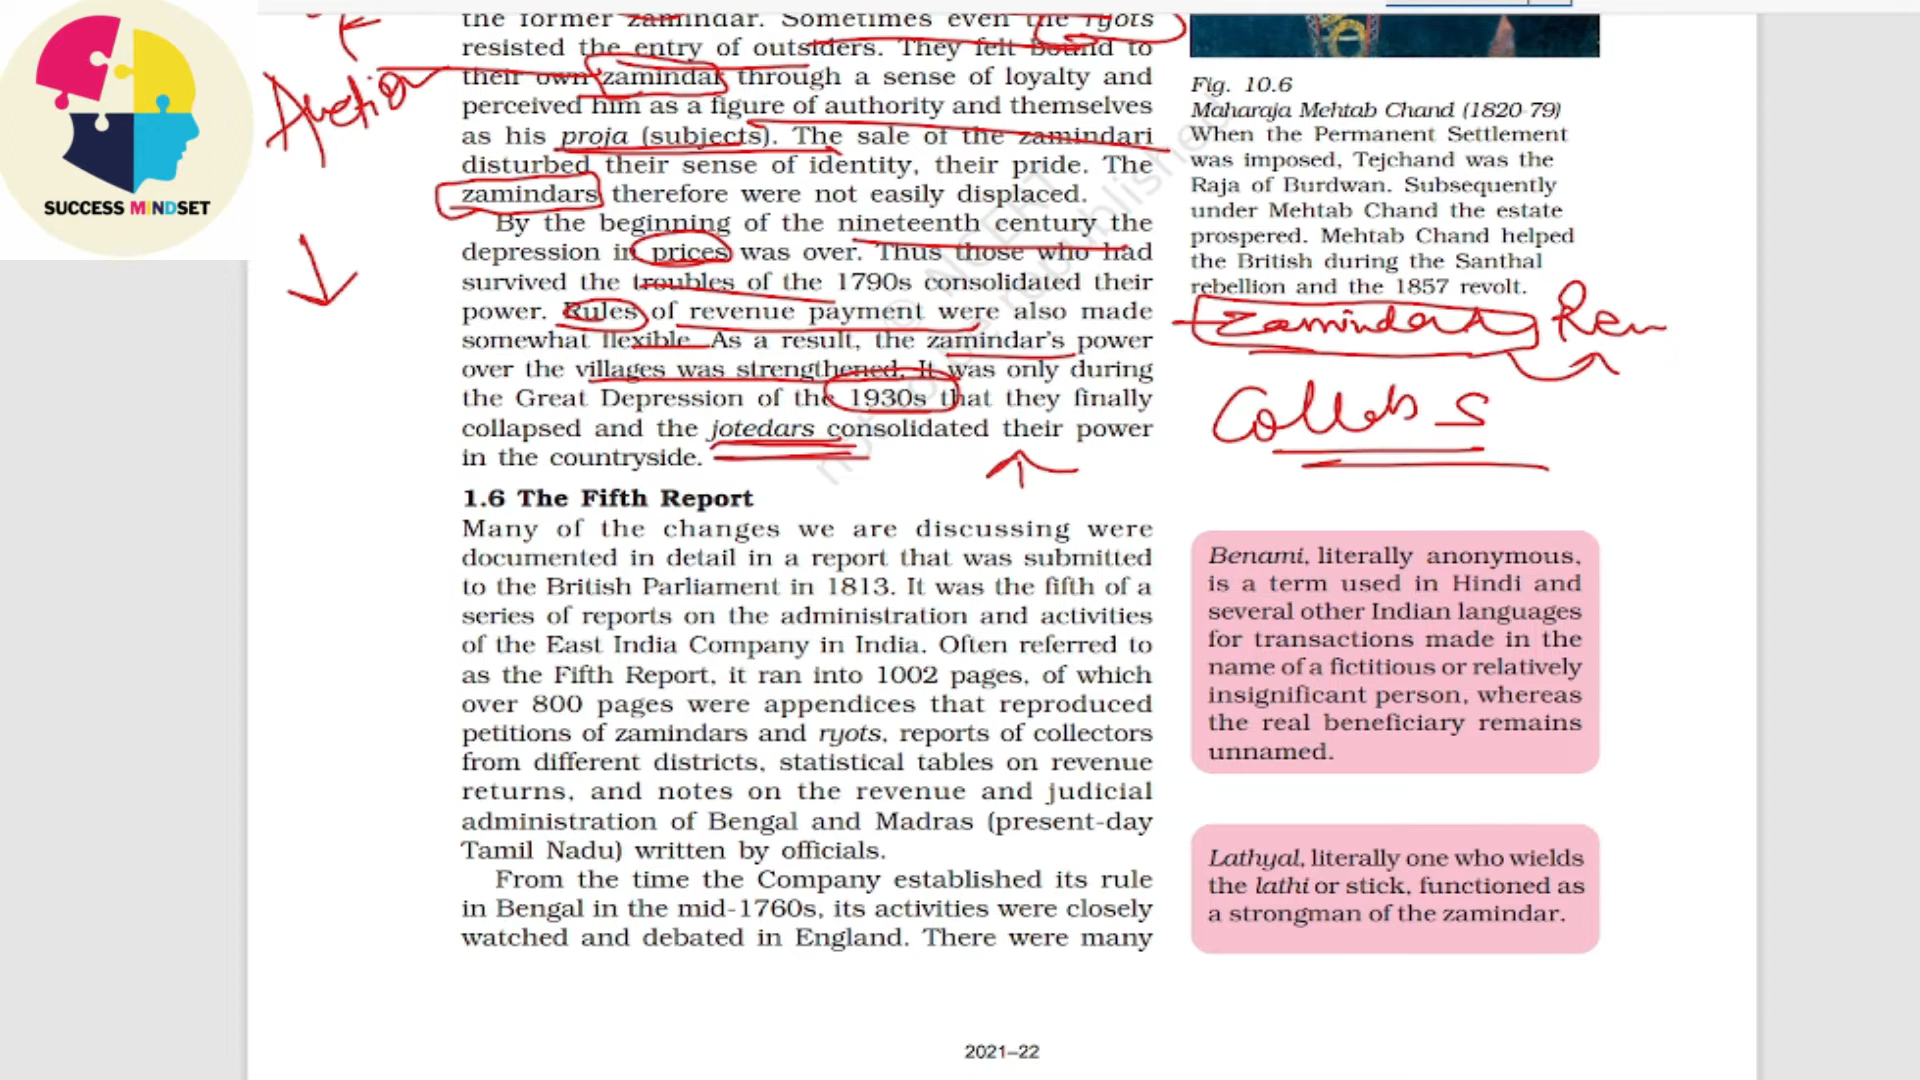 the former zamindar. Sometimes even the ryots
resisted the entry of outsiders. They felt bound to
their own zamindar through a sense of loyalty and
perceived him as a figure of authority and themselves
as his proja (subjects). The sale of the zamindari
disturbed their sense of identity, their pride. The
zamindars therefore were not easily displaced.
By the beginning of the nineteenth century the
depression in prices was over. Thus those who had
survived the troubles of the 1790s consolidated their
power. Rules of revenue payment were also made
somewhat flexible. As a result, the zamindar's power
over the villages was strengthened. It was only during
the Great Depression of the 1930s that they finally
collapsed and the jotedars consolidated their power
in the countryside.
1.6 The Fifth Report
Many of the changes we are discussing were
documented in detail in a report that was submitted
to the British Parliament in 1813. It was the fifth of a
series of reports on the administration and activities
of the East India Company in India. Often referred to
as the Fifth Report, it ran into 1002 pages, of which
over 800 pages were appendices that reproduced
petitions of zamindars and ryots, reports of collectors
from different districts, statistical tables on revenue
returns, and notes on the revenue and judicial
administration of Bengal and Madras (present-day
Tamil Nadu) written by officials.
From the time the Company established its rule
in Bengal in the mid-1760s, its activities were closely
watched and debated in England. There were many
Fig. 10.6
Maharaja Mehtab Chand (1820-79)
When the Permanent Settlement
was imposed, Tejchand was the
Raja of Burdwan. Subsequently
under Mehtab Chand the estate
prospered. Mehtab Chand helped
the British during the Santhal
rebellion and the 1857 revolt.
Zamindars Rev
Benami, literally anonymous,
is a term used in Hindi and
several other Indian languages
for transactions made in the
name of a fictitious or relatively
insignificant person, whereas
the real beneficiary remains
unnamed.
Lathyal, literally one who wields
the lathi or stick, functioned as
a strongman of the zamindar.
Auction
SUCCESS MINDSET
© NCERT
not to be republished
2021–22